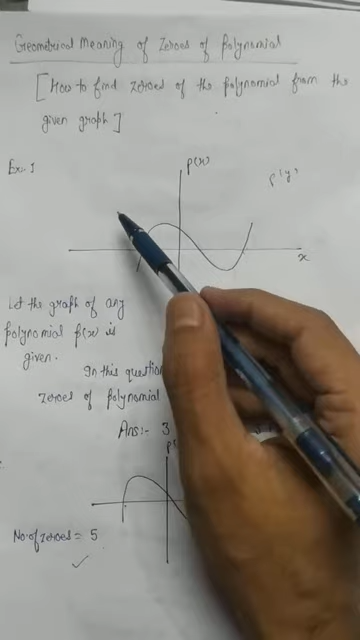 Geometrical Meaning of Zeroes of Polynomial
[How to find zeroes of the polynomial from the
given graph]
Ex-1
P(x)
x
Let the graph of any
polynomial p(x) is
given.
In this question
zeroes of polynomial
Ans:- 3
No. of zeroes = 5